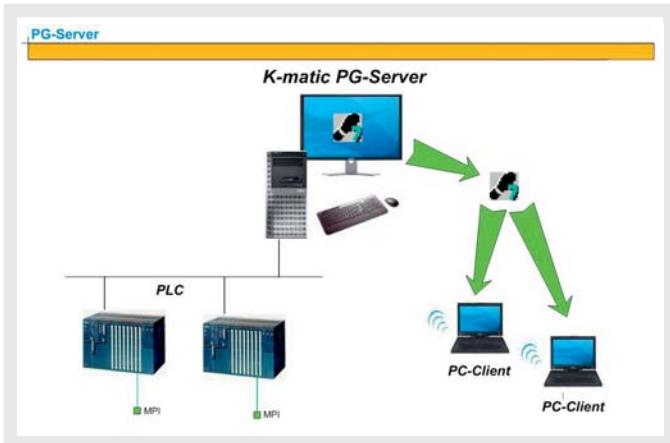 PG-Server
K-matic PG-Server
PLC
MPI
MPI
PC-Client
PC-Client